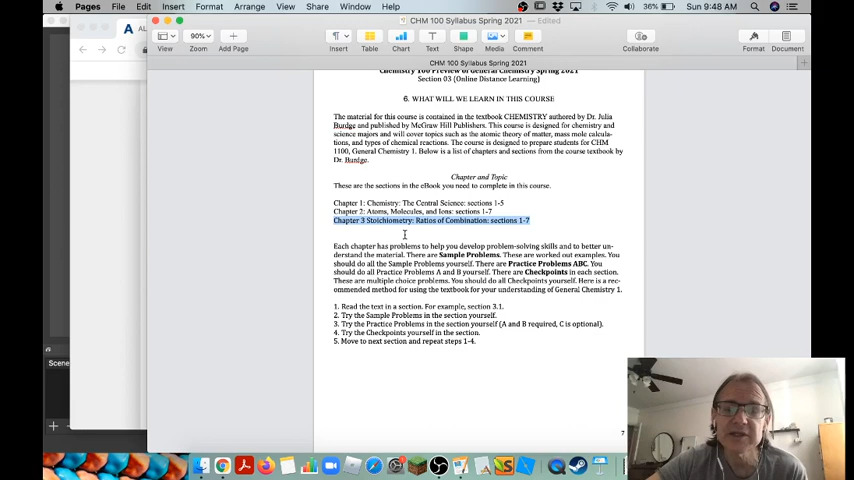 Pages File Edit Insert Format Arrange View Share Window Help 36% Sun 9:48 AM
CHM 100 Syllabus Spring 2021 — Edited
90%
View Zoom Add Page Insert Table Chart Text Shape Media Comment Collaborate Format Document
CHM 100 Syllabus Spring 2021
Chemistry 100 Preview of General Chemistry Spring 2021
Section 03 (Online Distance Learning)
6. WHAT WILL WE LEARN IN THIS COURSE
The material for this course is contained in the textbook CHEMISTRY authored by Dr. Julia
Burdge and published by McGraw Hill Publishers. This course is designed for chemistry and
science majors and will cover topics such as the atomic theory of matter, mass mole calcula-
tions, and types of chemical reactions. The course is designed to prepare students for CHM
1100, General Chemistry 1. Below is a list of chapters and sections from the course textbook by
Dr. Burdge.
Chapter and Topic
These are the sections in the eBook you need to complete in this course.
Chapter 1: Chemistry: The Central Science: sections 1-5
Chapter 2: Atoms, Molecules, and Ions: sections 1-7
Chapter 3 Stoichiometry: Ratios of Combination: sections 1-7
Each chapter has problems to help you develop problem-solving skills and to better un-
derstand the material. There are Sample Problems. These are worked out examples. You
should do all the Sample Problems yourself. There are Practice Problems ABC. You
should do all Practice Problems A and B yourself. There are Checkpoints in each section.
These are multiple choice problems. You should do all Checkpoints yourself. Here is a rec-
ommended method for using the textbook for your understanding of General Chemistry 1.
1. Read the text in a section. For example, section 3.1.
2. Try the Sample Problems in the section yourself.
3. Try the Practice Problems in the section yourself (A and B required, C is optional).
4. Try the Checkpoints yourself in the section.
5. Move to next section and repeat steps 1-4.
Scene
7